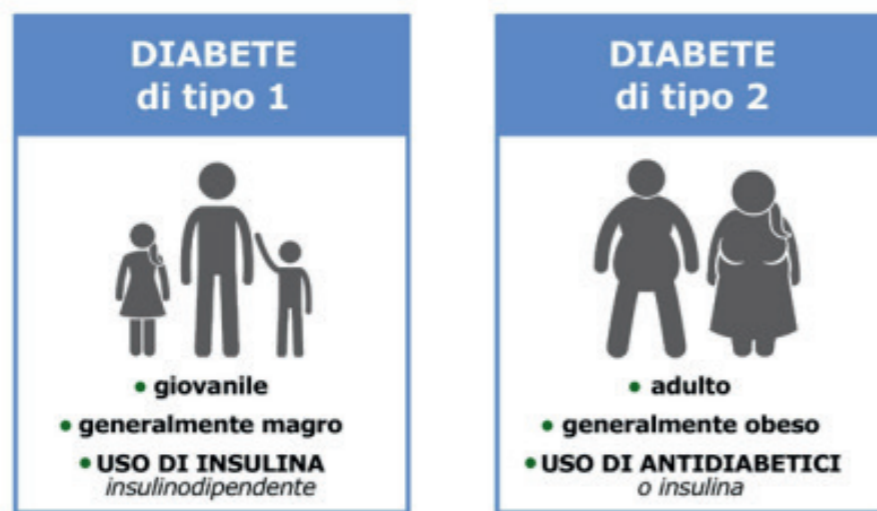 DIABETE
di tipo 1
• giovanile
• generalmente magro
• USO DI INSULINA
insulinodipendente
DIABETE
di tipo 2
• adulto
• generalmente obeso
• USO DI ANTIDIABETICI
o insulina